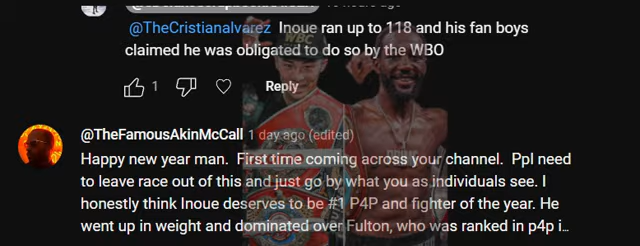 @TheCristianalvarez Inoue ran up to 118 and his fan boys
claimed he was obligated to do so by the WBO
1 Reply
@TheFamousAkinMcCall 1 day ago (edited)
Happy new year man. First time coming across your channel. Ppl need
to leave race out of this and just go by what you as individuals see. I
honestly think Inoue deserves to be #1 P4P and fighter of the year. He
went up in weight and dominated over Fulton, who was ranked in p4p i...
WBC